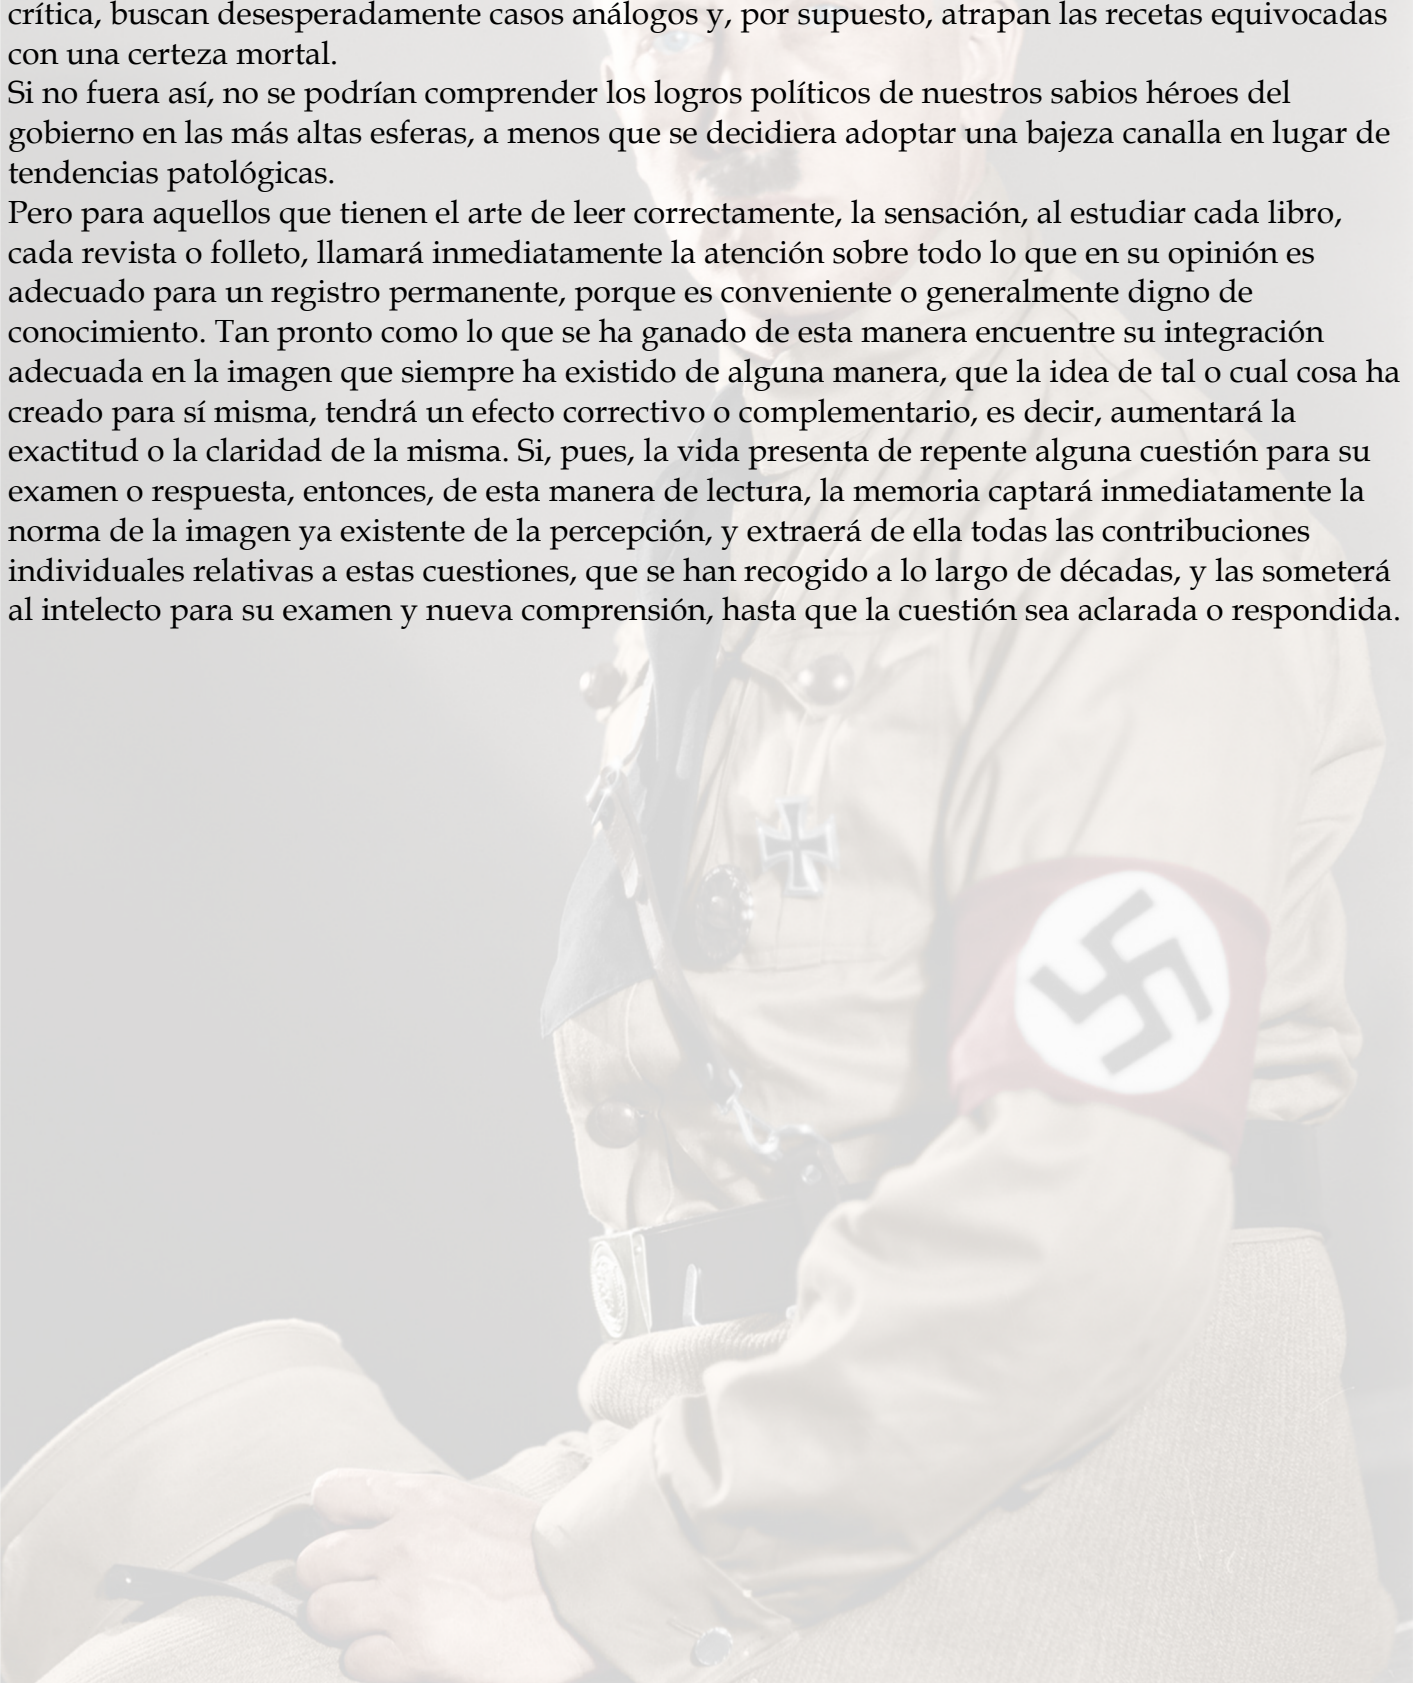 crítica, buscan desesperadamente casos análogos y, por supuesto, atrapan las recetas equivocadas
con una certeza mortal.
Si no fuera así, no se podrían comprender los logros políticos de nuestros sabios héroes del
gobierno en las más altas esferas, a menos que se decidiera adoptar una bajeza canalla en lugar de
tendencias patológicas.
Pero para aquellos que tienen el arte de leer correctamente, la sensación, al estudiar cada libro,
cada revista o folleto, llamará inmediatamente la atención sobre todo lo que en su opinión es
adecuado para un registro permanente, porque es conveniente o generalmente digno de
conocimiento. Tan pronto como lo que se ha ganado de esta manera encuentre su integración
adecuada en la imagen que siempre ha existido de alguna manera, que la idea de tal o cual cosa ha
creado para sí misma, tendrá un efecto correctivo o complementario, es decir, aumentará la
exactitud o la claridad de la misma. Si, pues, la vida presenta de repente alguna cuestión para su
examen o respuesta, entonces, de esta manera de lectura, la memoria captará inmediatamente la
norma de la imagen ya existente de la percepción, y extraerá de ella todas las contribuciones
individuales relativas a estas cuestiones, que se han recogido a lo largo de décadas, y las someterá
al intelecto para su examen y nueva comprensión, hasta que la cuestión sea aclarada o respondida.